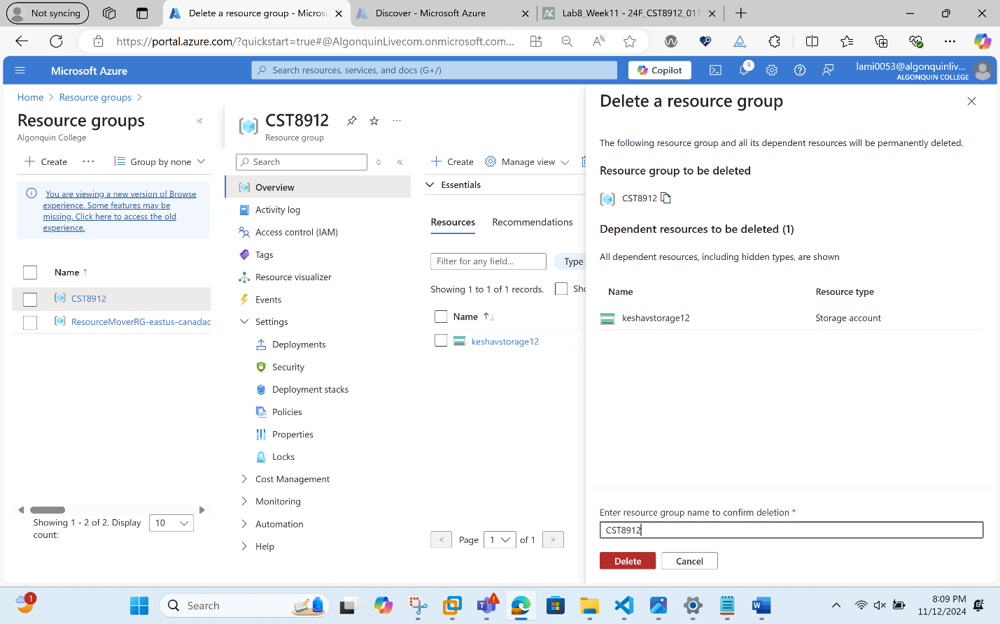 Not syncing
Delete a resource group - Micros
Discover - Microsoft Azure
Lab8_Week11 - 24F_CST8912_011
https://portal.azure.com/?quickstart=true#@AlgonquinLivecom.onmicrosoft.com...
Microsoft Azure
Search resources, services, and docs (G+/)
Copilot
9
lami0053@algonquinliv...
ALGONQUIN COLLEGE
Home > Resource groups >
Resource groups
Algonquin College
Create
Group by none
You are viewing a new version of Browse
experience. Some features may be
missing. Click here to access the old
experience.
Name ↑
CST8912
ResourceMoverRG-eastus-canadac
Showing 1 - 2 of 2. Display
count:
10
CST8912
Resource group
Search
Overview
Activity log
Access control (IAM)
Tags
Resource visualizer
Events
Settings
Deployments
Security
Deployment stacks
Policies
Properties
Locks
Cost Management
Monitoring
Automation
Help
Create
Manage view
Essentials
Resources
Recommendations
Filter for any field...
Type
Showing 1 to 1 of 1 records.
Sho
Name ↑↓
keshavstorage12
< Page 1 of 1 >
Delete a resource group
The following resource group and all its dependent resources will be permanently deleted.
Resource group to be deleted
CST8912
Dependent resources to be deleted (1)
All dependent resources, including hidden types, are shown
Name
Resource type
keshavstorage12
Storage account
Enter resource group name to confirm deletion *
CST8912
Delete
Cancel
1
Search
8:09 PM
11/12/2024